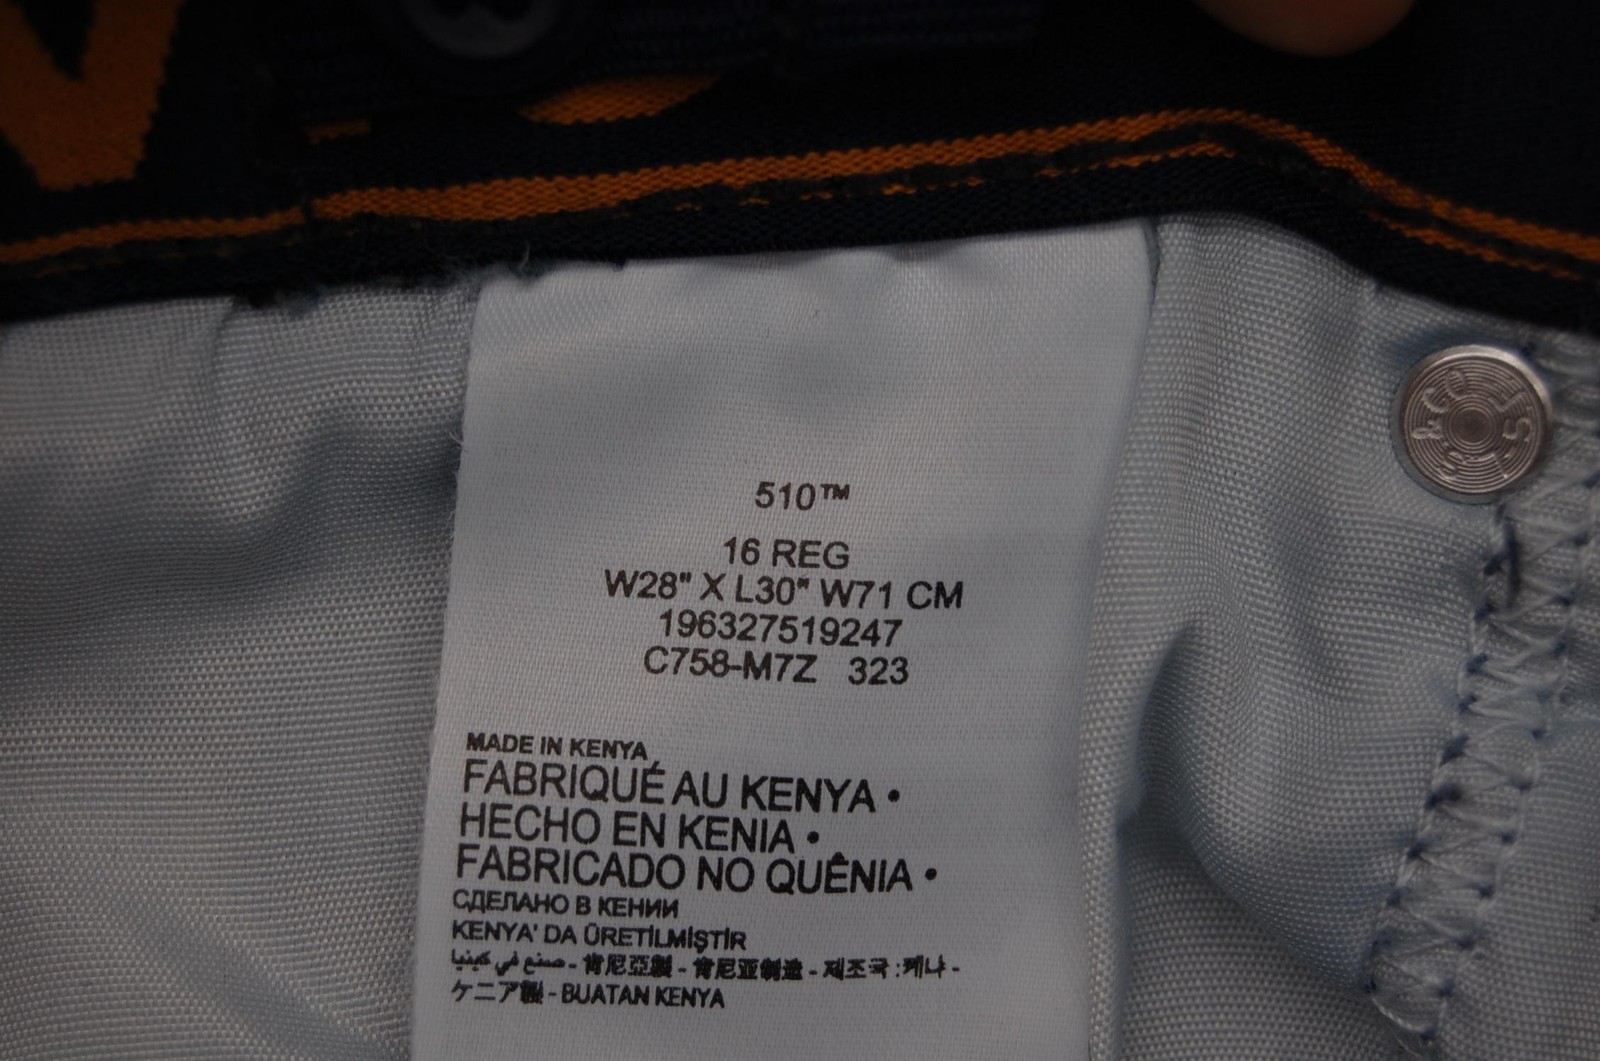 510™
16 REG
W28" X L30" W71 CM
196327519247
C758-M7Z 323
MADE IN KENYA
FABRIQUÉ AU KENYA •
HECHO EN KENIA •
FABRICADO NO QUÊNIA •
СДЕЛАНО В КЕНИИ
KENYA' DA ÜRETİLMİŞTİR
صنع في كينيا - 肯尼亞製 - 肯尼亚制造 - 제조국 : 케냐 -
ケニア製 - BUATAN KENYA